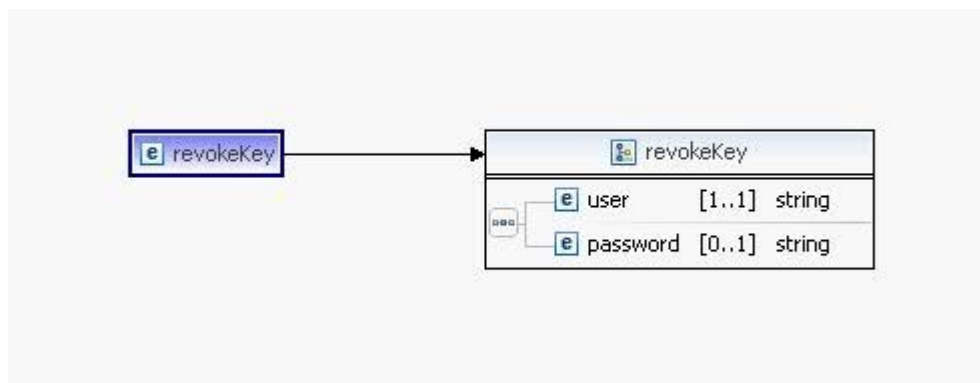 e revokeKey
revokeKey
e user [1..1] string
e password [0..1] string